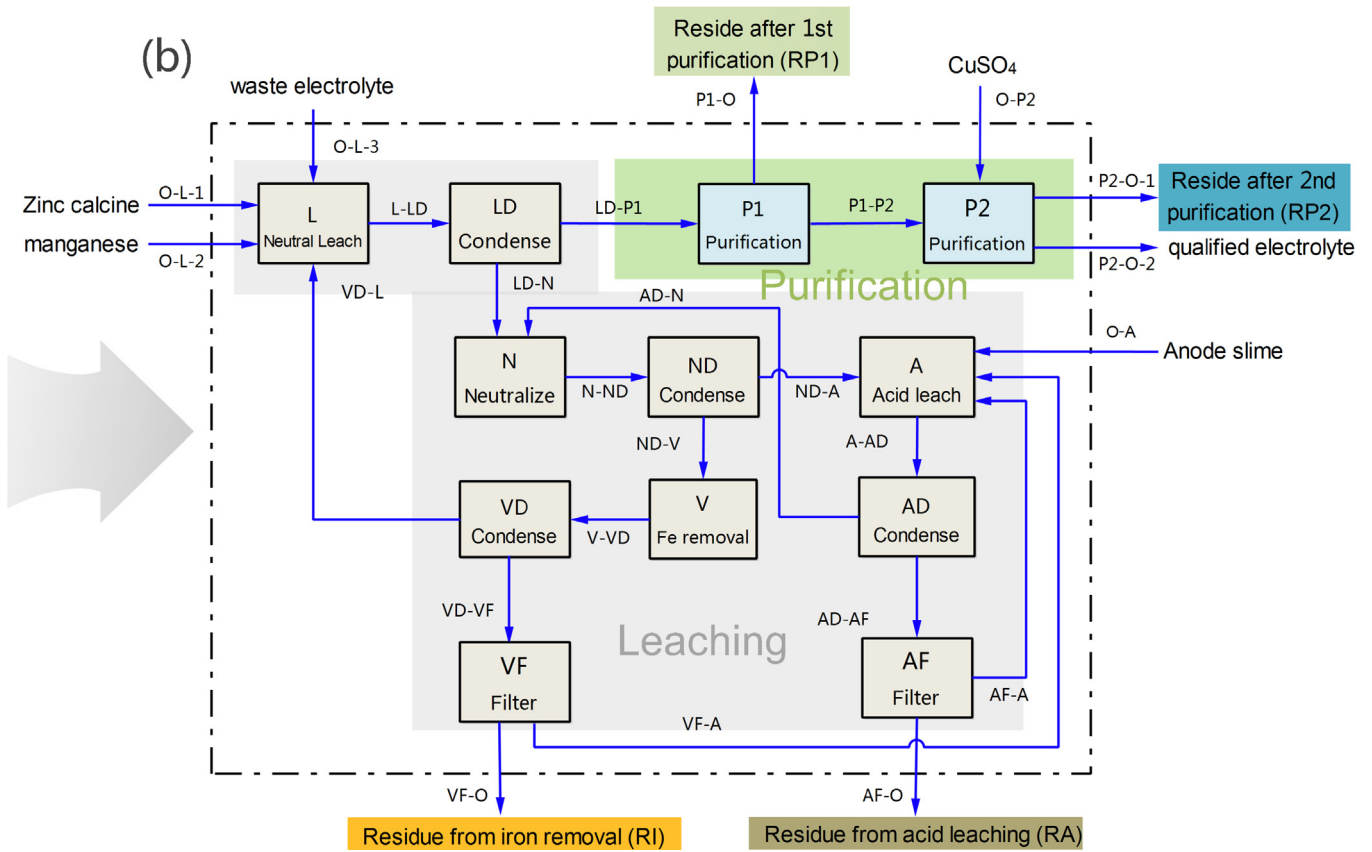 (b)
Reside after 1st
purification (RP1)
CuSO₄
waste electrolyte
P1-O
O-P2
O-L-3
O-L-1
Zinc calcine
manganese
O-L-2
L
Neutral Leach
L-LD
LD
Condense
LD-P1
P1
Purification
P1-P2
P2
Purification
P2-O-1
Reside after 2nd
purification (RP2)
qualified electrolyte
P2-O-2
Purification
VD-L
LD-N
AD-N
O-A
Anode slime
N
Neutralize
N-ND
ND
Condense
ND-A
A
Acid leach
ND-V
A-AD
VD
Condense
V-VD
V
Fe removal
AD
Condense
VD-VF
AD-AF
Leaching
VF
Filter
AF
Filter
AF-A
VF-A
VF-O
AF-O
Residue from iron removal (RI)
Residue from acid leaching (RA)